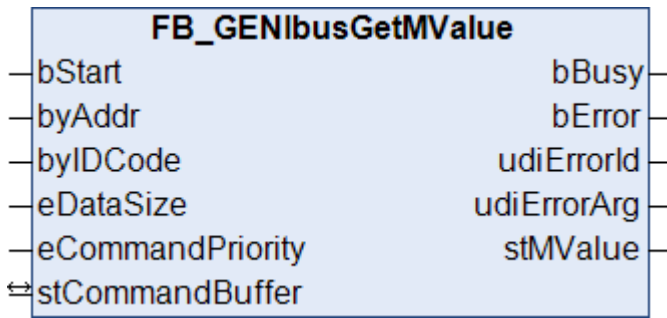 FB_GENIbusGetMValue
bStart bBusy
byAddr bError
byIDCode udiErrorId
eDataSize udiErrorArg
eCommandPriority stMValue
stCommandBuffer